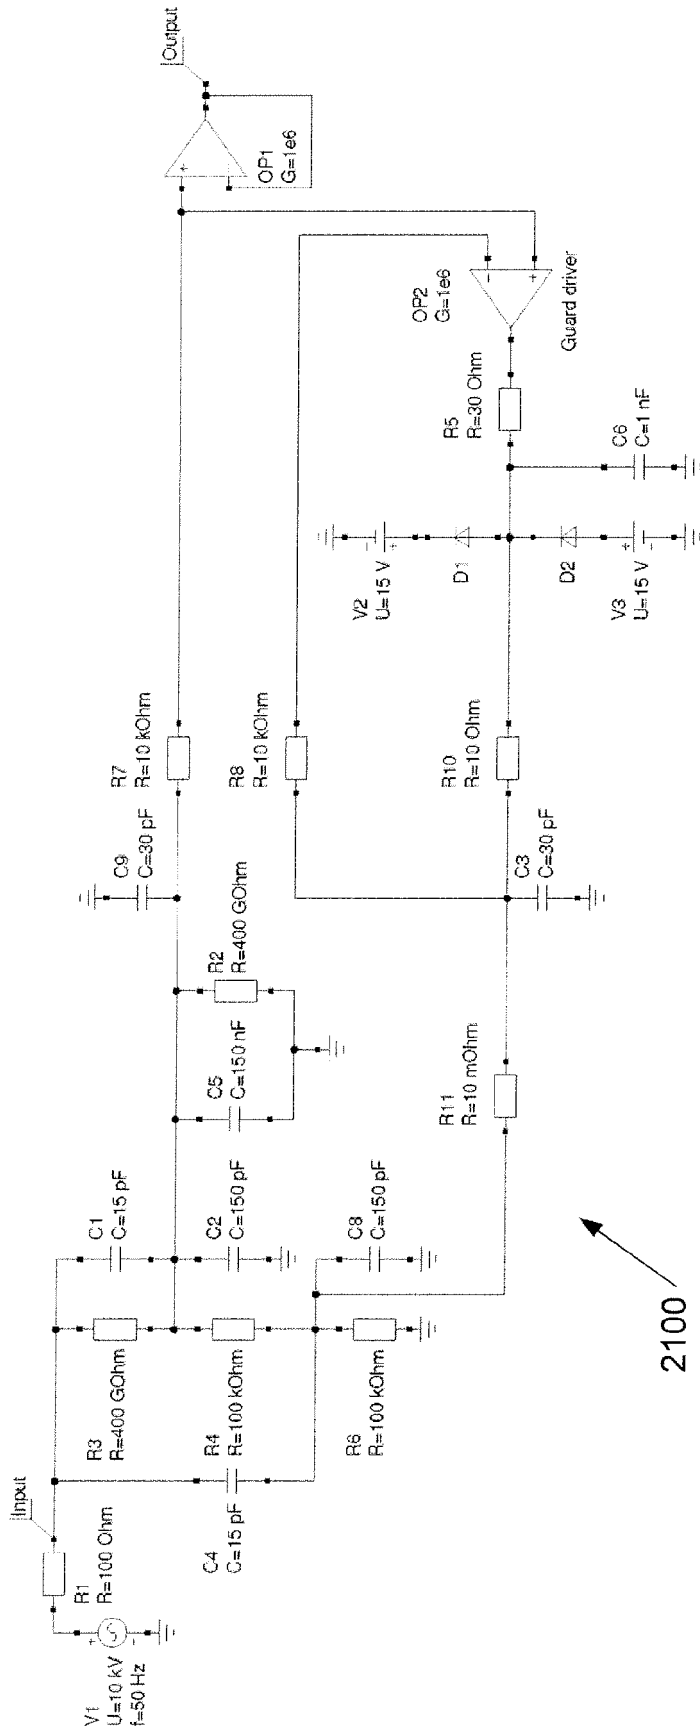 V1
U=10 kV
f=50 Hz
R1
R=100 Ohm
Input
R3
R=400 GOhm
C1
C=15 pF
C4
C=15 pF
R4
R=100 kOhm
C2
C=150 pF
R6
R=100 kOhm
C8
C=150 pF
C5
C=150 nF
R2
R=400 GOhm
C9
C=30 pF
R11
R=10 mOhm
C3
C=30 pF
R7
R=10 kOhm
R8
R=10 kOhm
R10
R=10 Ohm
V2
U=15 V
D1
D2
V3
U=15 V
C6
C=1 nF
R5
R=30 Ohm
OP2
G=1e6
Guard driver
OP1
G=1e6
Output
+
-
2100